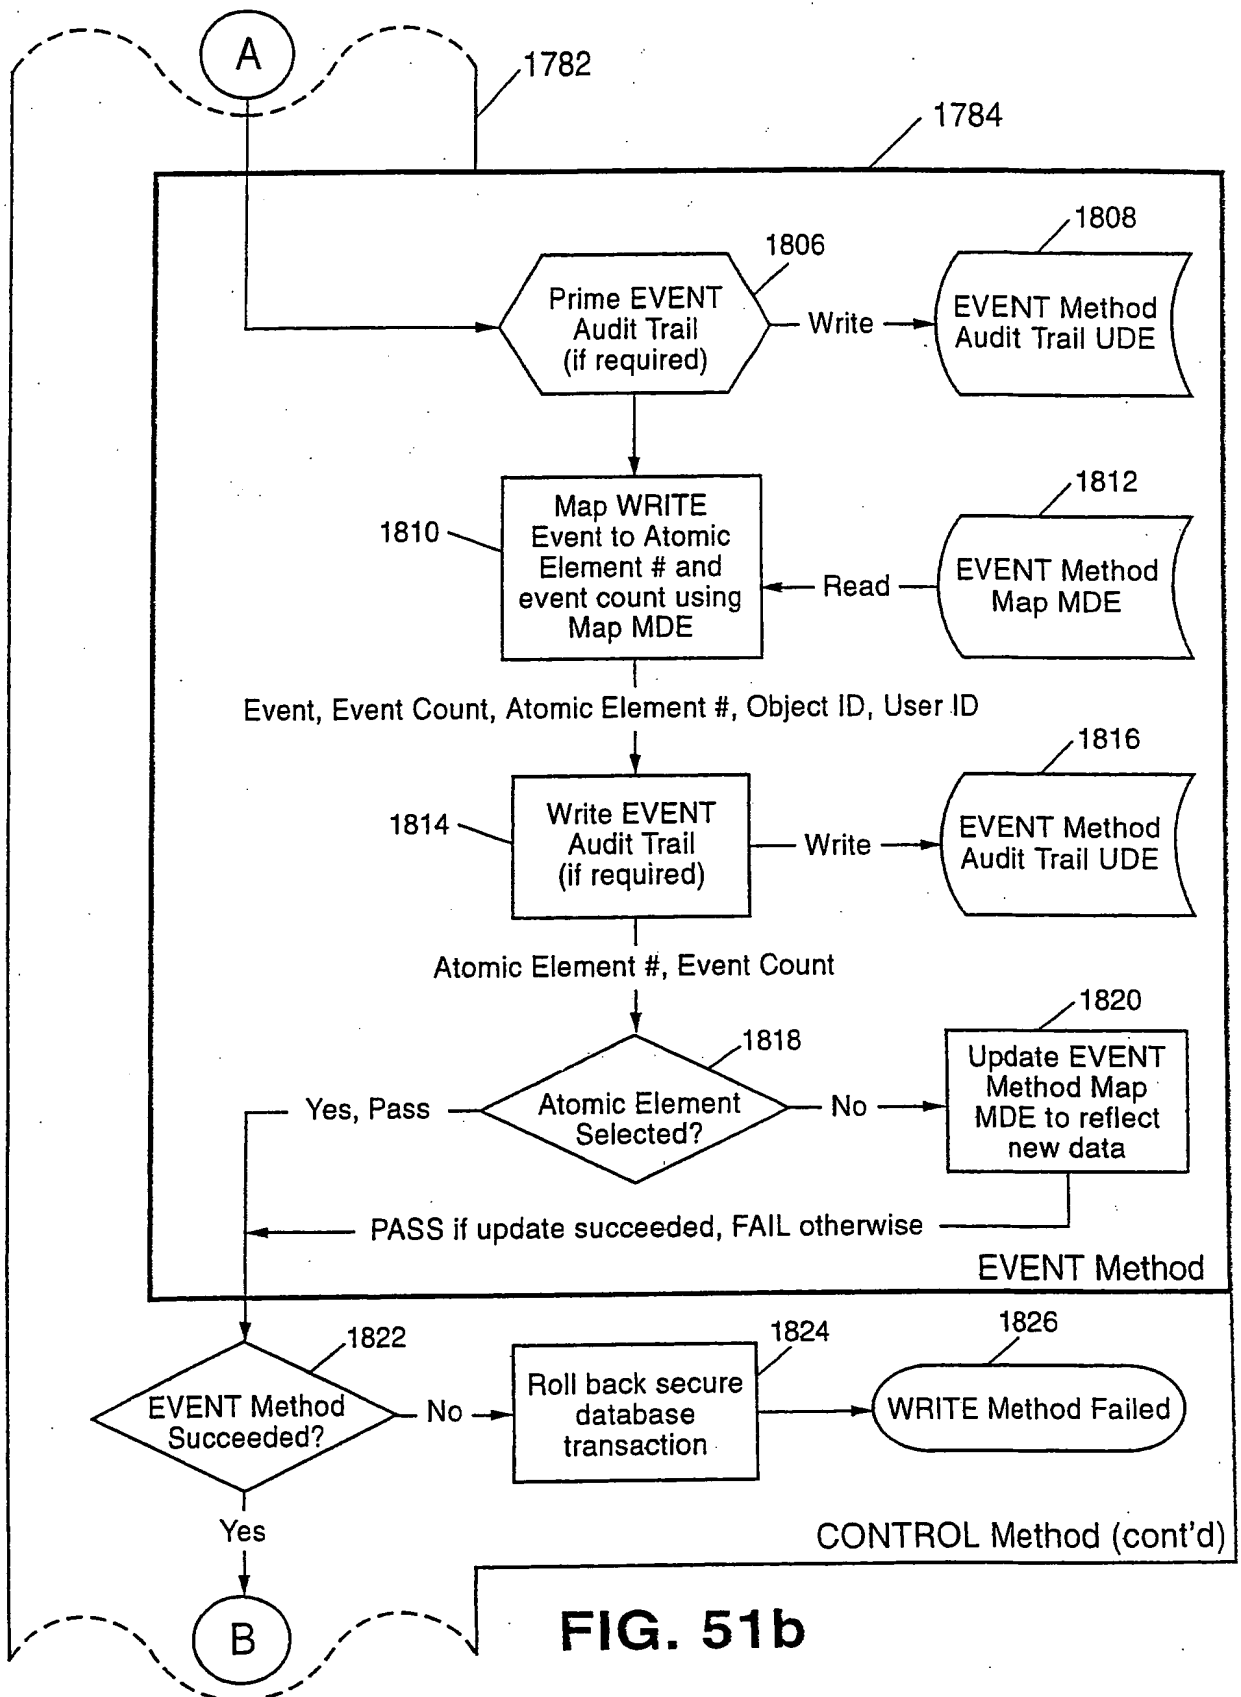 A
1782
1784
1806
1808
Prime EVENT
Audit Trail
(if required)
Write
EVENT Method
Audit Trail UDE
1810
Map WRITE
Event to Atomic
Element # and
event count using
Map MDE
Read
1812
EVENT Method
Map MDE
Event, Event Count, Atomic Element #, Object ID, User ID
1814
Write EVENT
Audit Trail
(if required)
Write
1816
EVENT Method
Audit Trail UDE
Atomic Element #, Event Count
1818
Yes, Pass
Atomic Element
Selected?
No
1820
Update EVENT
Method Map
MDE to reflect
new data
PASS if update succeeded, FAIL otherwise
EVENT Method
1822
EVENT Method
Succeeded?
No
1824
Roll back secure
database
transaction
1826
WRITE Method Failed
Yes
CONTROL Method (cont'd)
B
FIG. 51b